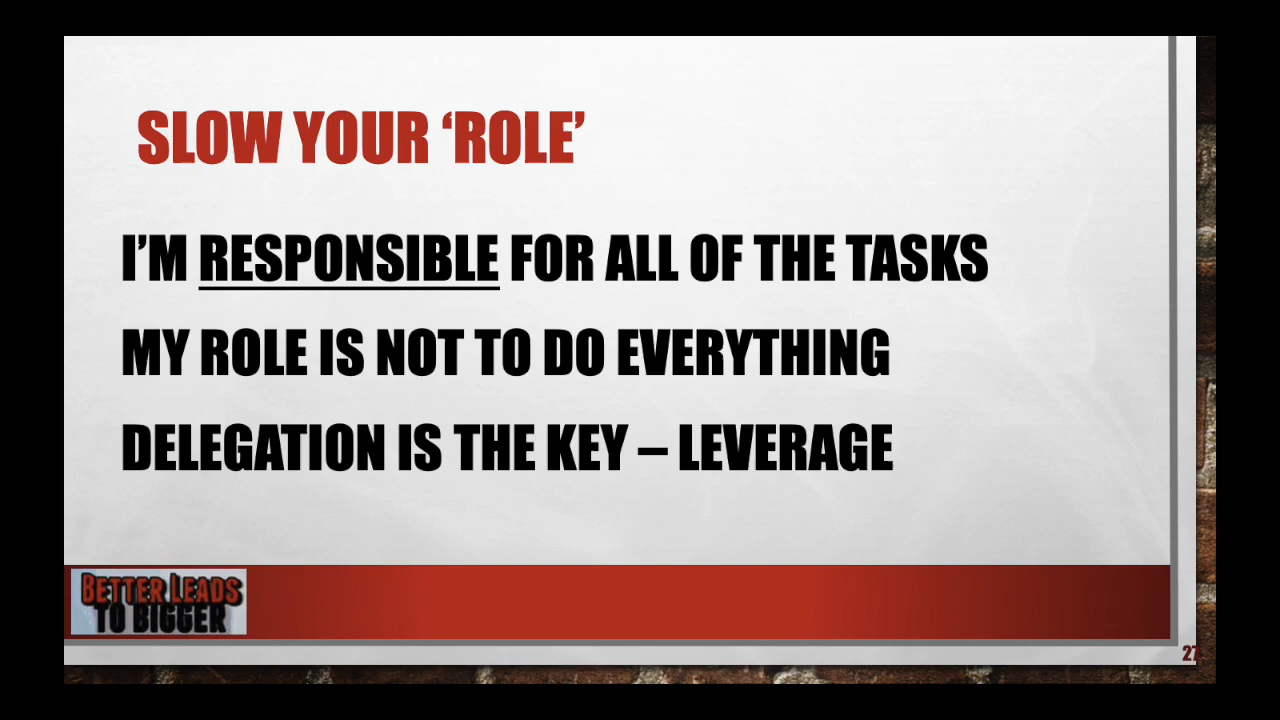 SLOW YOUR ‘ROLE’
I’M RESPONSIBLE FOR ALL OF THE TASKS
MY ROLE IS NOT TO DO EVERYTHING
DELEGATION IS THE KEY – LEVERAGE
BETTER LEADS
TO BIGGER
27